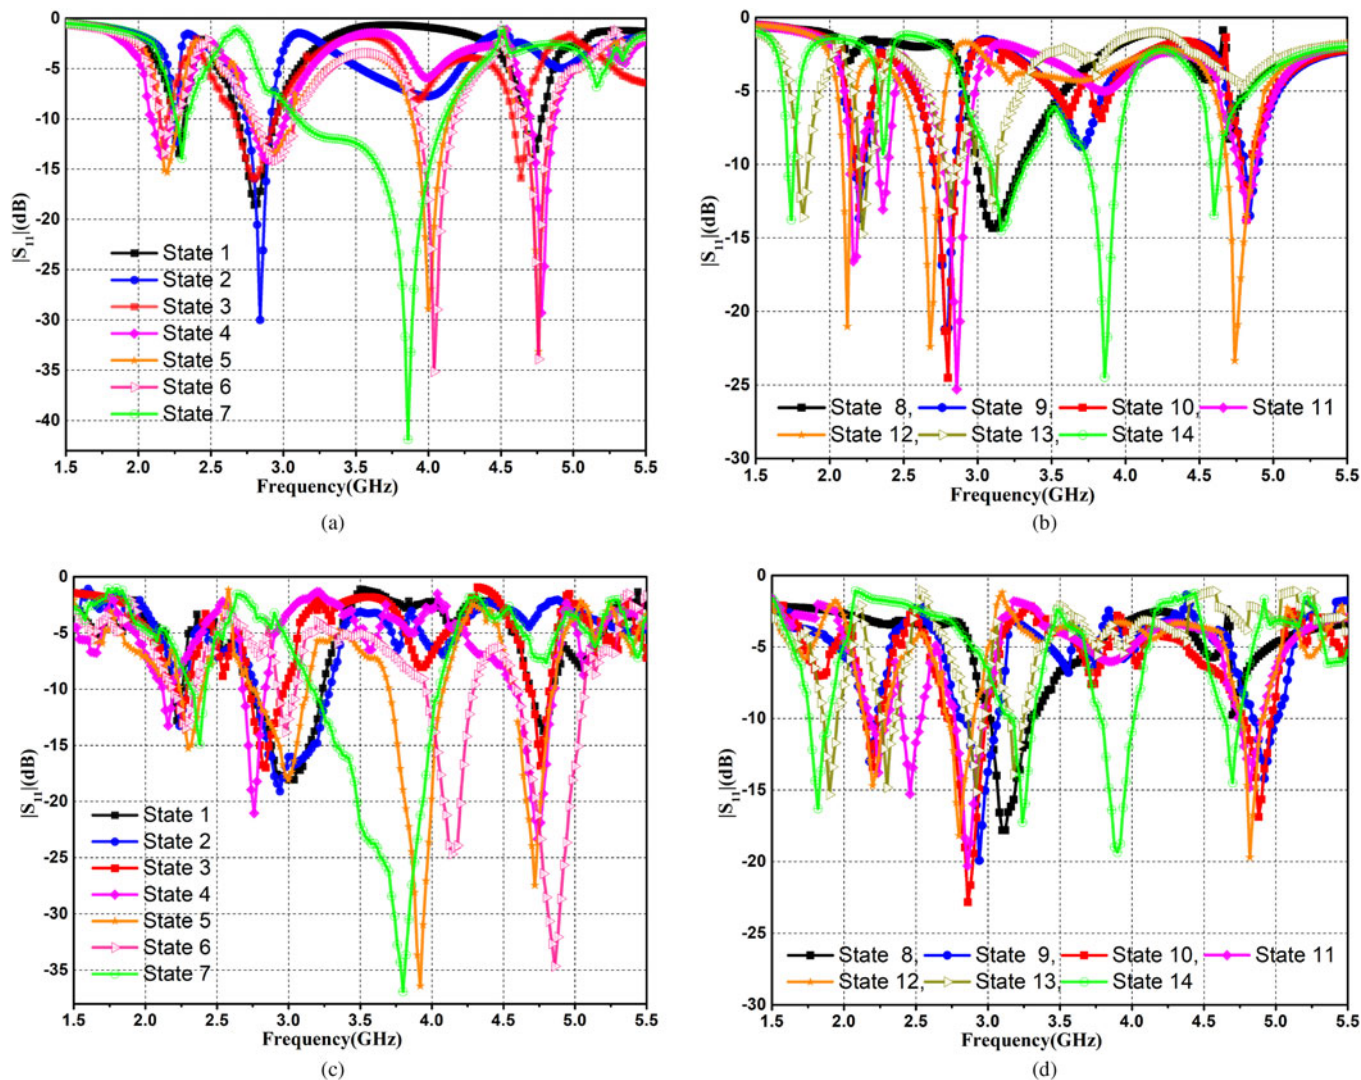 0
-5
-10
-15
-20
-25
-30
-35
-40
|S11|(dB)
State 1
State 2
State 3
State 4
State 5
State 6
State 7
1.5 2.0 2.5 3.0 3.5 4.0 4.5 5.0 5.5
Frequency(GHz)
(a)
0
-5
-10
-15
-20
-25
-30
|S11|(dB)
State 8, State 9, State 10, State 11
State 12, State 13, State 14
1.5 2.0 2.5 3.0 3.5 4.0 4.5 5.0 5.5
Frequency(GHz)
(b)
0
-5
-10
-15
-20
-25
-30
-35
|S11|(dB)
State 1
State 2
State 3
State 4
State 5
State 6
State 7
1.5 2.0 2.5 3.0 3.5 4.0 4.5 5.0 5.5
Frequency(GHz)
(c)
0
-5
-10
-15
-20
-25
-30
|S11|(dB)
State 8, State 9, State 10, State 11
State 12, State 13, State 14
1.5 2.0 2.5 3.0 3.5 4.0 4.5 5.0 5.5
Frequency(GHz)
(d)